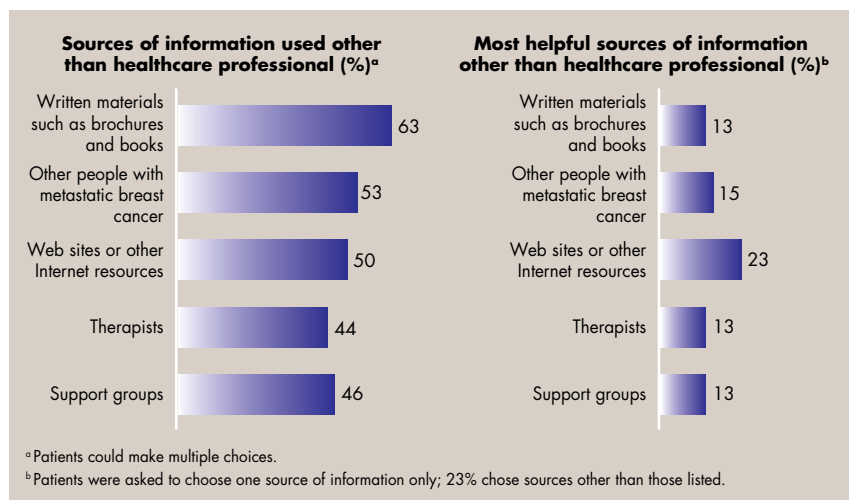 Sources of information used other
than healthcare professional (%)ᵃ
Written materials
such as brochures
and books
63
Other people with
metastatic breast
cancer
53
Web sites or other
Internet resources
50
Therapists
44
Support groups
46
Most helpful sources of information
other than healthcare professional (%)ᵇ
Written materials
such as brochures
and books
13
Other people with
metastatic breast
cancer
15
Web sites or other
Internet resources
23
Therapists
13
Support groups
13
ᵃ Patients could make multiple choices.
ᵇ Patients were asked to choose one source of information only; 23% chose sources other than those listed.